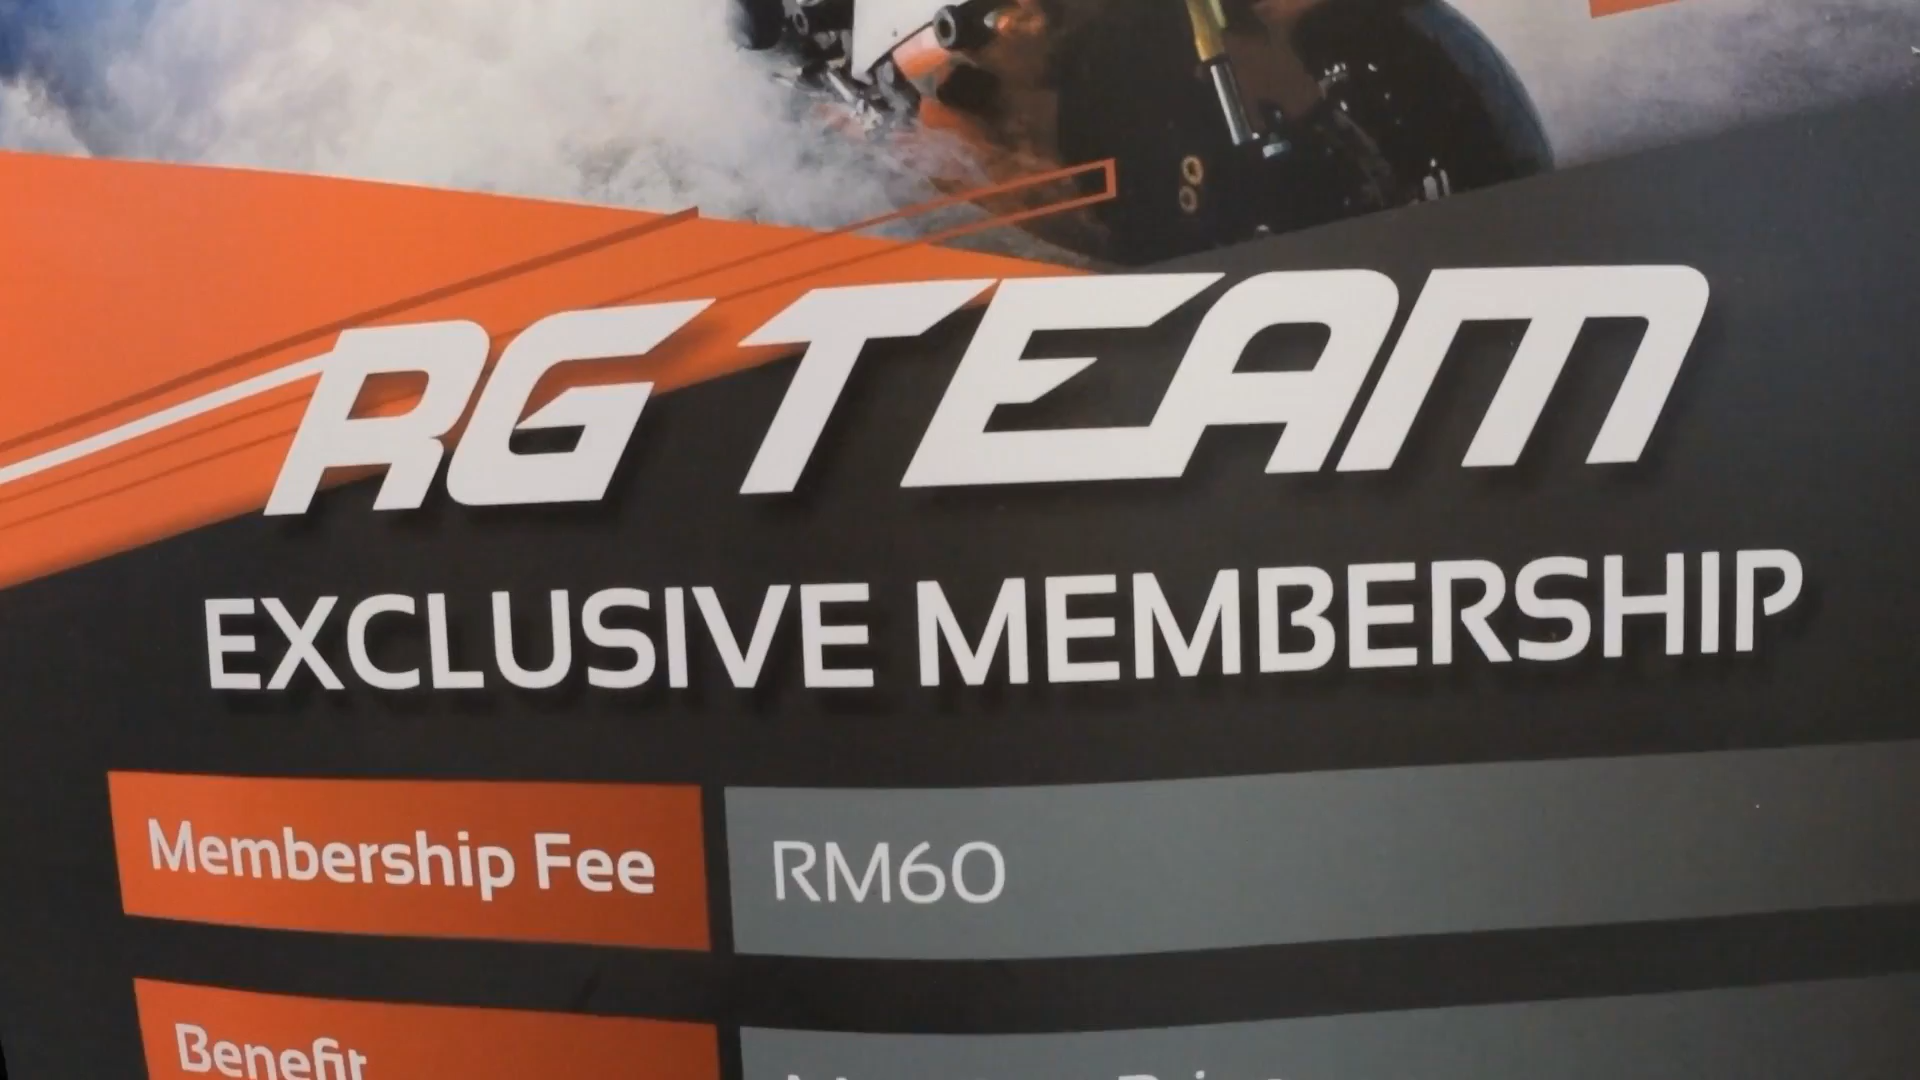 RG TEAM
EXCLUSIVE MEMBERSHIP
Membership Fee
RM60
Benefit